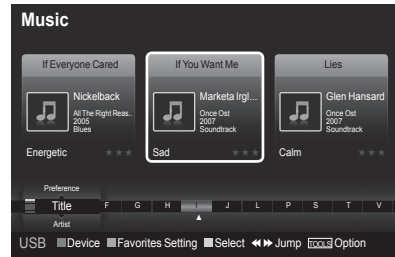 Music
If Everyone Cared
Nickelback
All The Right Reas..
2005
Blues
Energetic
If You Want Me
Marketa Irgl...
Once Ost
2007
Soundtrack
Sad
Lies
Glen Hansard
Once Ost
2007
Soundtrack
Calm
Preference
Title F G H I J L P S T V
Artist
USB Device Favorites Setting Select Jump TOOLS Option